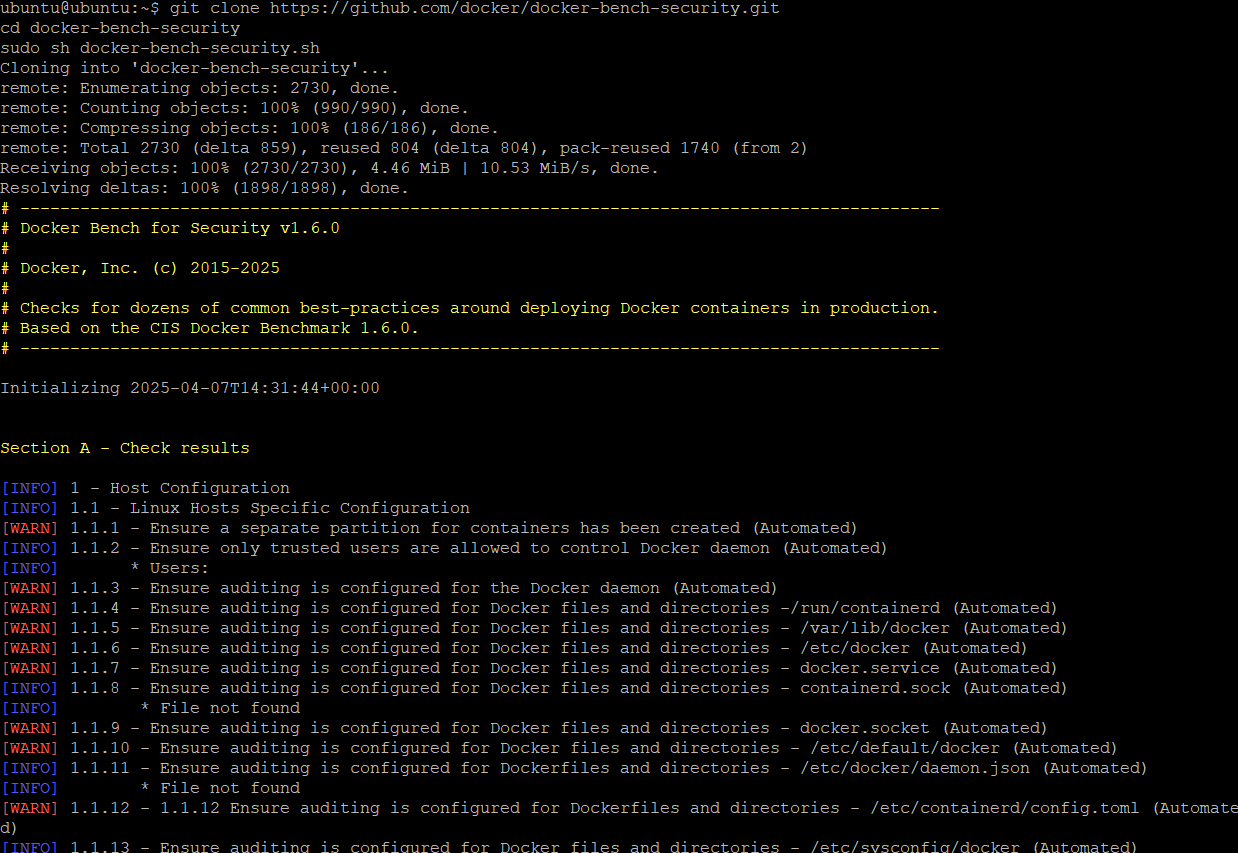 ubuntu@ubuntu:~$ git clone https://github.com/docker/docker-bench-security.git
cd docker-bench-security
sudo sh docker-bench-security.sh
Cloning into 'docker-bench-security'...
remote: Enumerating objects: 2730, done.
remote: Counting objects: 100% (990/990), done.
remote: Compressing objects: 100% (186/186), done.
remote: Total 2730 (delta 859), reused 804 (delta 804), pack-reused 1740 (from 2)
Receiving objects: 100% (2730/2730), 4.46 MiB | 10.53 MiB/s, done.
Resolving deltas: 100% (1898/1898), done.
# --------------------------------------------------------------------------------------------
# Docker Bench for Security v1.6.0
#
# Docker, Inc. (c) 2015-2025
#
# Checks for dozens of common best-practices around deploying Docker containers in production.
# Based on the CIS Docker Benchmark 1.6.0.
# --------------------------------------------------------------------------------------------
Initializing 2025-04-07T14:31:44+00:00
Section A - Check results
[INFO] 1 - Host Configuration
[INFO] 1.1 - Linux Hosts Specific Configuration
[WARN] 1.1.1 - Ensure a separate partition for containers has been created (Automated)
[INFO] 1.1.2 - Ensure only trusted users are allowed to control Docker daemon (Automated)
[INFO]       * Users:
[WARN] 1.1.3 - Ensure auditing is configured for the Docker daemon (Automated)
[WARN] 1.1.4 - Ensure auditing is configured for Docker files and directories -/run/containerd (Automated)
[WARN] 1.1.5 - Ensure auditing is configured for Docker files and directories - /var/lib/docker (Automated)
[WARN] 1.1.6 - Ensure auditing is configured for Docker files and directories - /etc/docker (Automated)
[WARN] 1.1.7 - Ensure auditing is configured for Docker files and directories - docker.service (Automated)
[INFO] 1.1.8 - Ensure auditing is configured for Docker files and directories - containerd.sock (Automated)
[INFO]        * File not found
[WARN] 1.1.9 - Ensure auditing is configured for Docker files and directories - docker.socket (Automated)
[WARN] 1.1.10 - Ensure auditing is configured for Docker files and directories - /etc/default/docker (Automated)
[INFO] 1.1.11 - Ensure auditing is configured for Dockerfiles and directories - /etc/docker/daemon.json (Automated)
[INFO]        * File not found
[WARN] 1.1.12 - 1.1.12 Ensure auditing is configured for Dockerfiles and directories - /etc/containerd/config.toml (Automate
d)
[INFO] 1.1.13 - Ensure auditing is configured for Docker files and directories - /etc/sysconfig/docker (Automated)